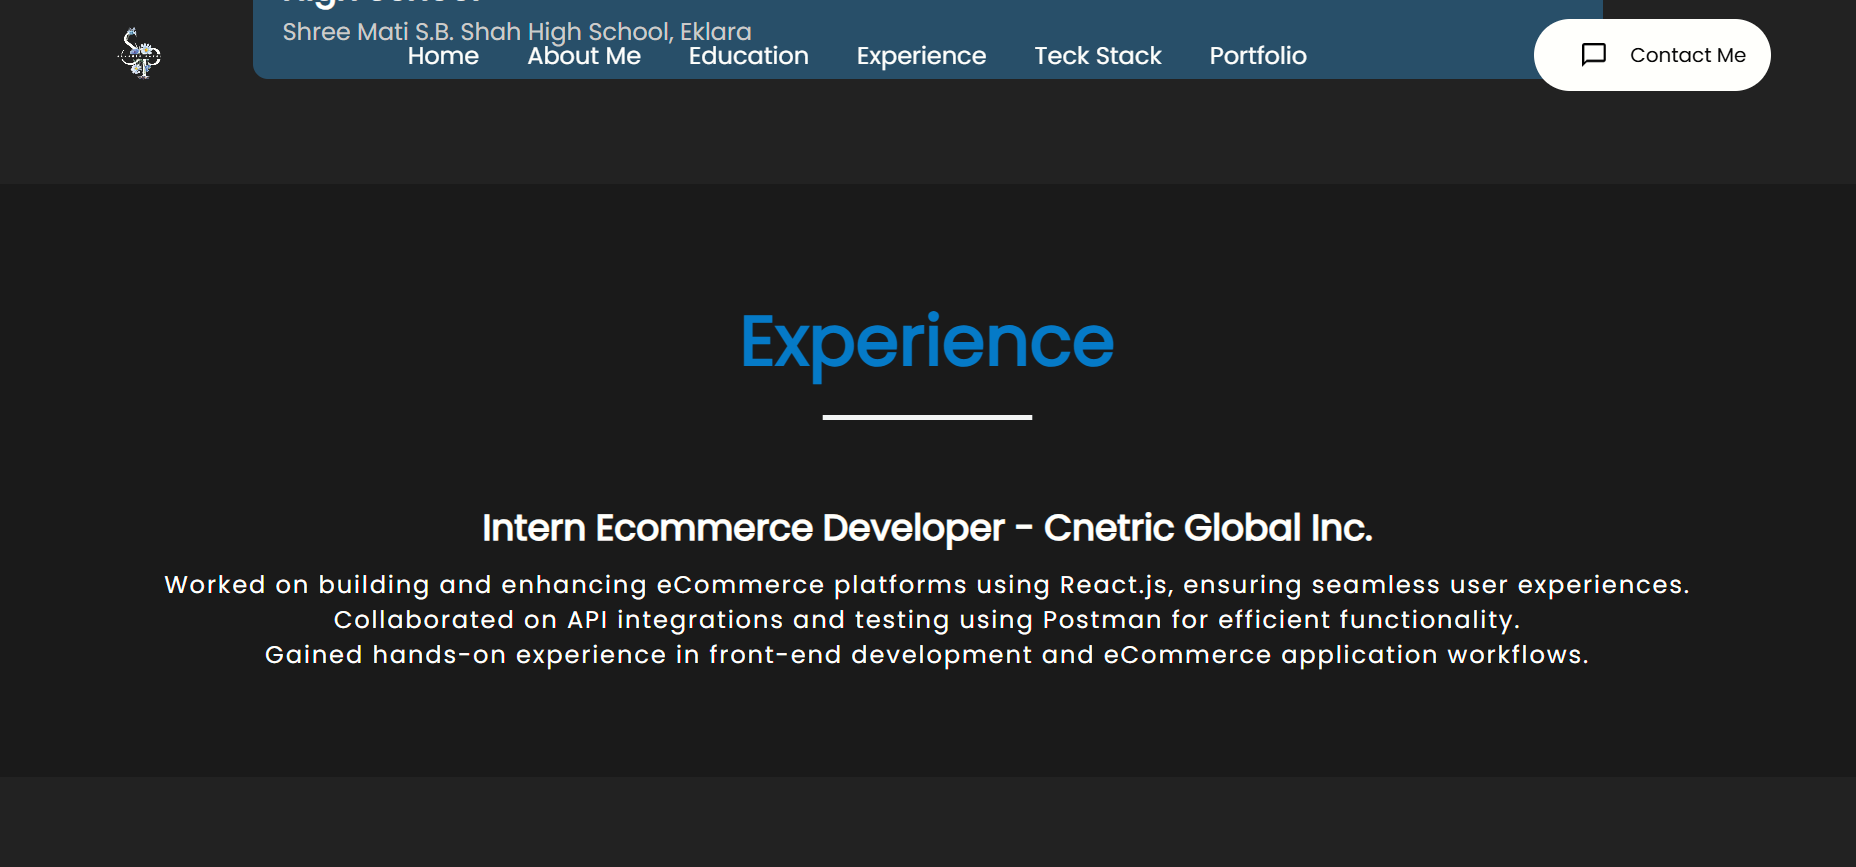 Shree Mati S.B. Shah High School, Eklara
Home About Me Education Experience Teck Stack Portfolio Contact Me
Experience
Intern Ecommerce Developer - Cnetric Global Inc.
Worked on building and enhancing eCommerce platforms using React.js, ensuring seamless user experiences.
Collaborated on API integrations and testing using Postman for efficient functionality.
Gained hands-on experience in front-end development and eCommerce application workflows.